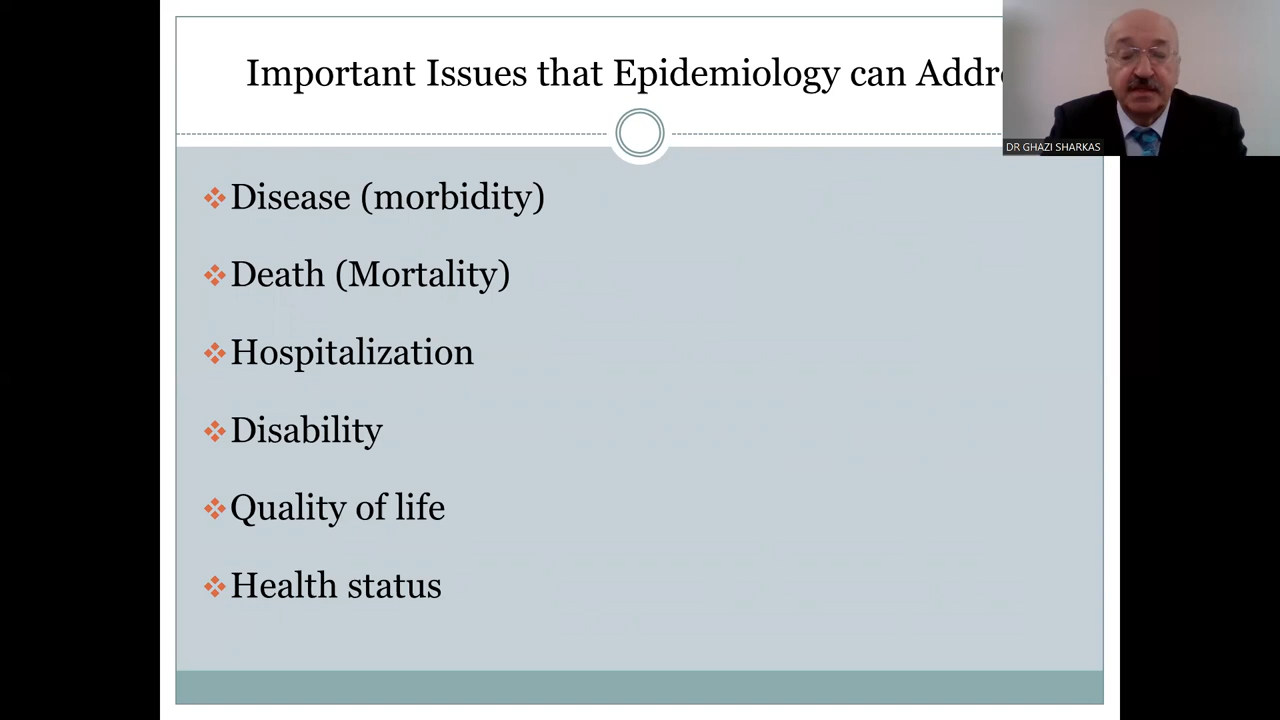 Important Issues that Epidemiology can Addr
DR GHAZI SHARKAS
Disease (morbidity)
Death (Mortality)
Hospitalization
Disability
Quality of life
Health status